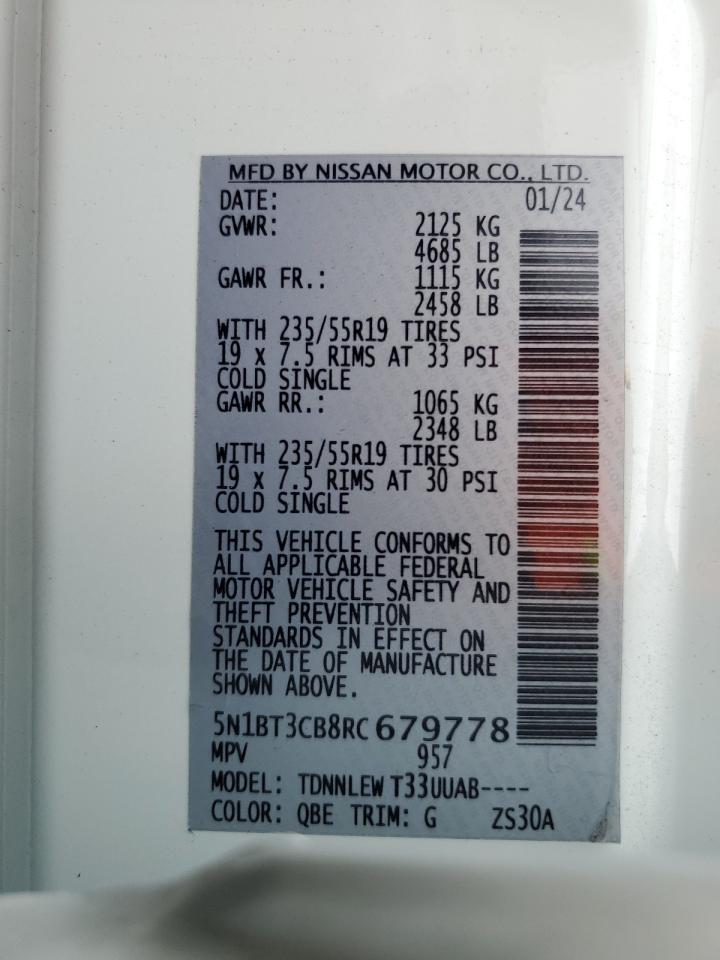 MFD BY NISSAN MOTOR CO., LTD.
DATE: 01/24
GVWR: 2125 KG
4685 LB
GAWR FR.: 1115 KG
2458 LB
WITH 235/55R19 TIRES
19 x 7.5 RIMS AT 33 PSI
COLD SINGLE
GAWR RR.: 1065 KG
2348 LB
WITH 235/55R19 TIRES
19 x 7.5 RIMS AT 30 PSI
COLD SINGLE
THIS VEHICLE CONFORMS TO
ALL APPLICABLE FEDERAL
MOTOR VEHICLE SAFETY AND
THEFT PREVENTION
STANDARDS IN EFFECT ON
THE DATE OF MANUFACTURE
SHOWN ABOVE.
5N1BT3CB8RC679778
MPV 957
MODEL: TDNNLEW T33UUAB----
COLOR: QBE TRIM: G ZS30A